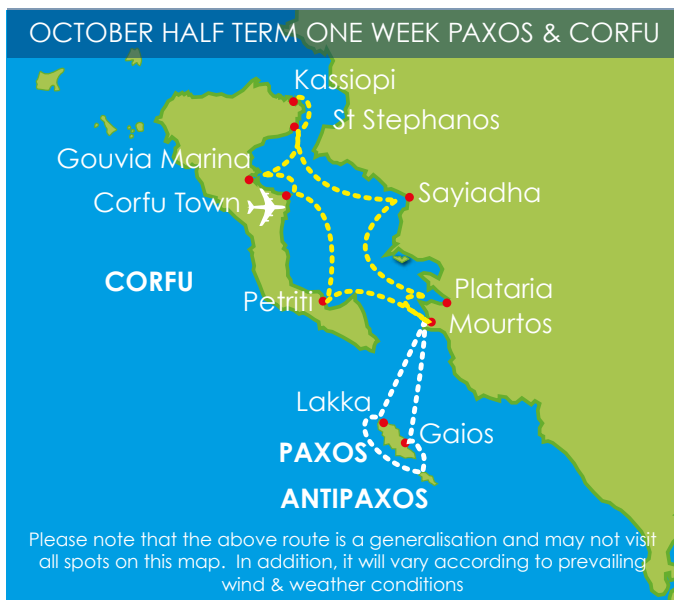 OCTOBER HALF TERM ONE WEEK PAXOS & CORFU
Kassiopi
St Stephanos
Gouvia Marina
Corfu Town
Sayiadha
CORFU
Petriti
Plataria
Mourtos
Lakka
Gaios
PAXOS
ANTIPAXOS
Please note that the above route is a generalisation and may not visit
all spots on this map.  In addition, it will vary according to prevailing
wind & weather conditions